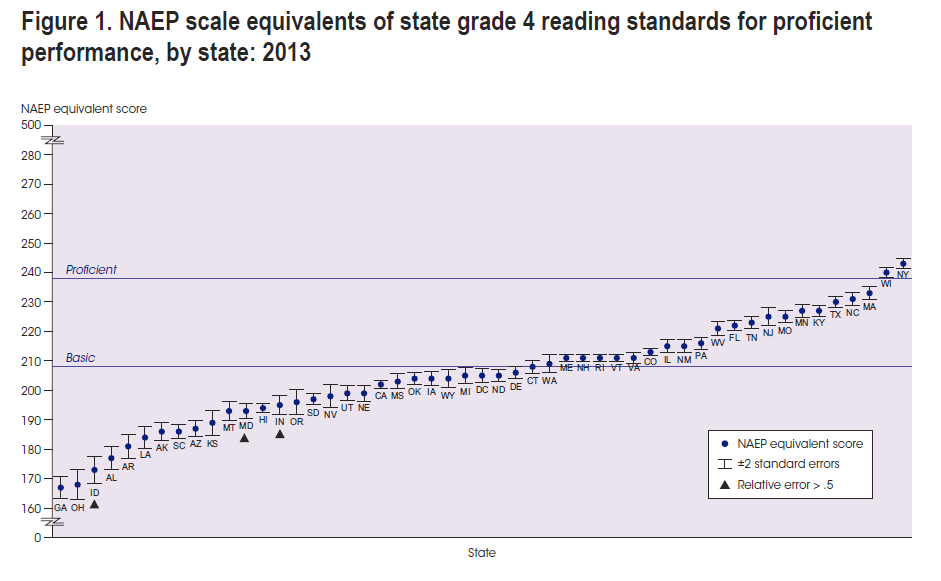 Figure 1. NAEP scale equivalents of state grade 4 reading standards for proficient
performance, by state: 2013
NAEP equivalent score
500
280
270
260
250
240
230
220
210
200
190
180
170
160
0
Proficient
Basic
GA OH ID AL AR LA AK SC AZ KS MT MD HI IN OR SD NV UT NE CA MS OK IA WY MI DC ND DE CT WA ME NH RI VT VA CO IL NM PA WV FL TN NJ MO MN KY TX NC MA WI NY
NAEP equivalent score
±2 standard errors
Relative error > .5
State